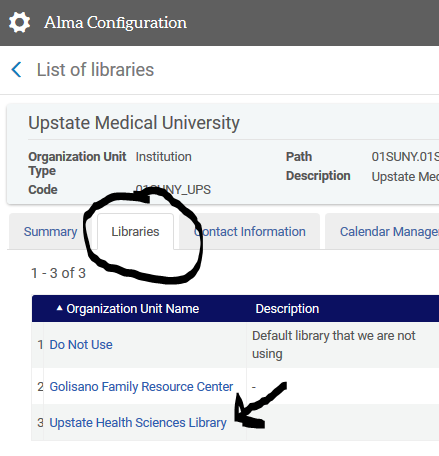 Alma Configuration
List of libraries
Upstate Medical University
Organization Unit Type Institution Path 01SUNY.01S
Code 01SUNY_UPS Description Upstate Med
Summary Libraries Contact Information Calendar Manage
1 - 3 of 3
Organization Unit Name Description
1 Do Not Use Default library that we are not using
2 Golisano Family Resource Center -
3 Upstate Health Sciences Library